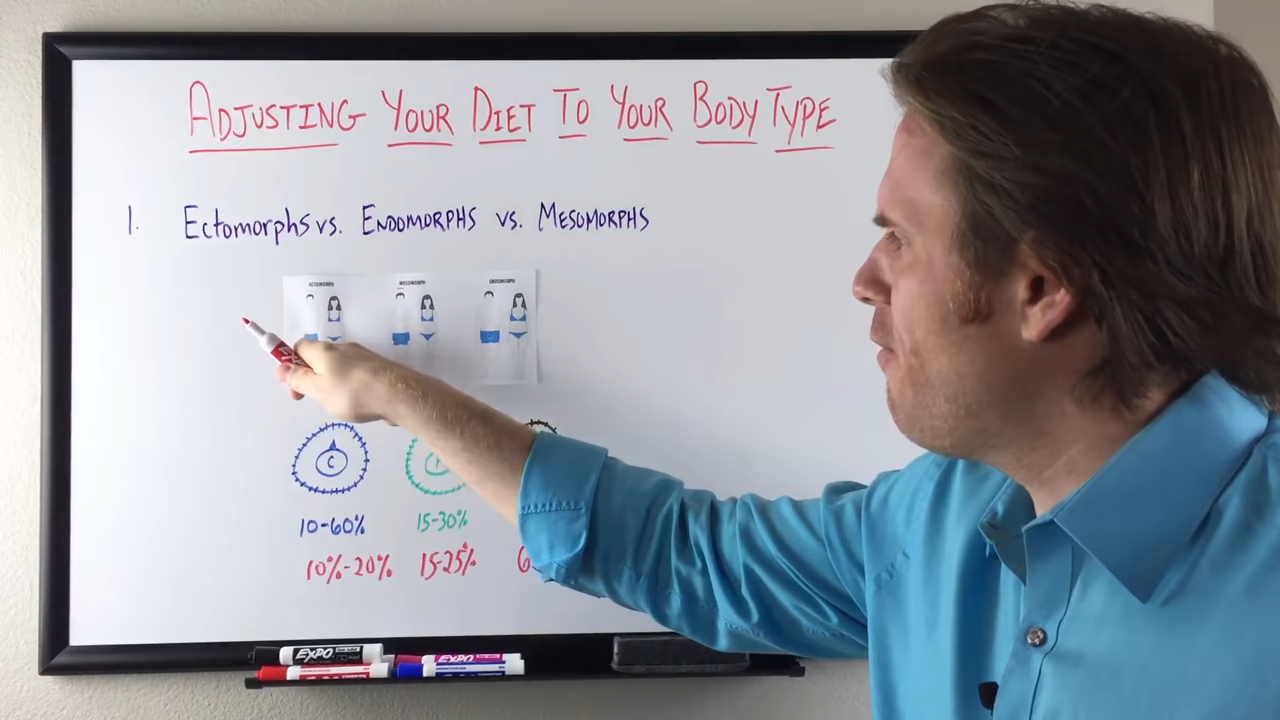 ADJUSTING YOUR DIET TO YOUR BODY TYPE
1. Ectomorphs vs. ENDOMORPHS vs. MESOMORPHS
ECTOMORPH MESOMORPH ENDOMORPH
C
10-60% 15-30%
10%-20% 15-25% 6
EXPO
EXPO